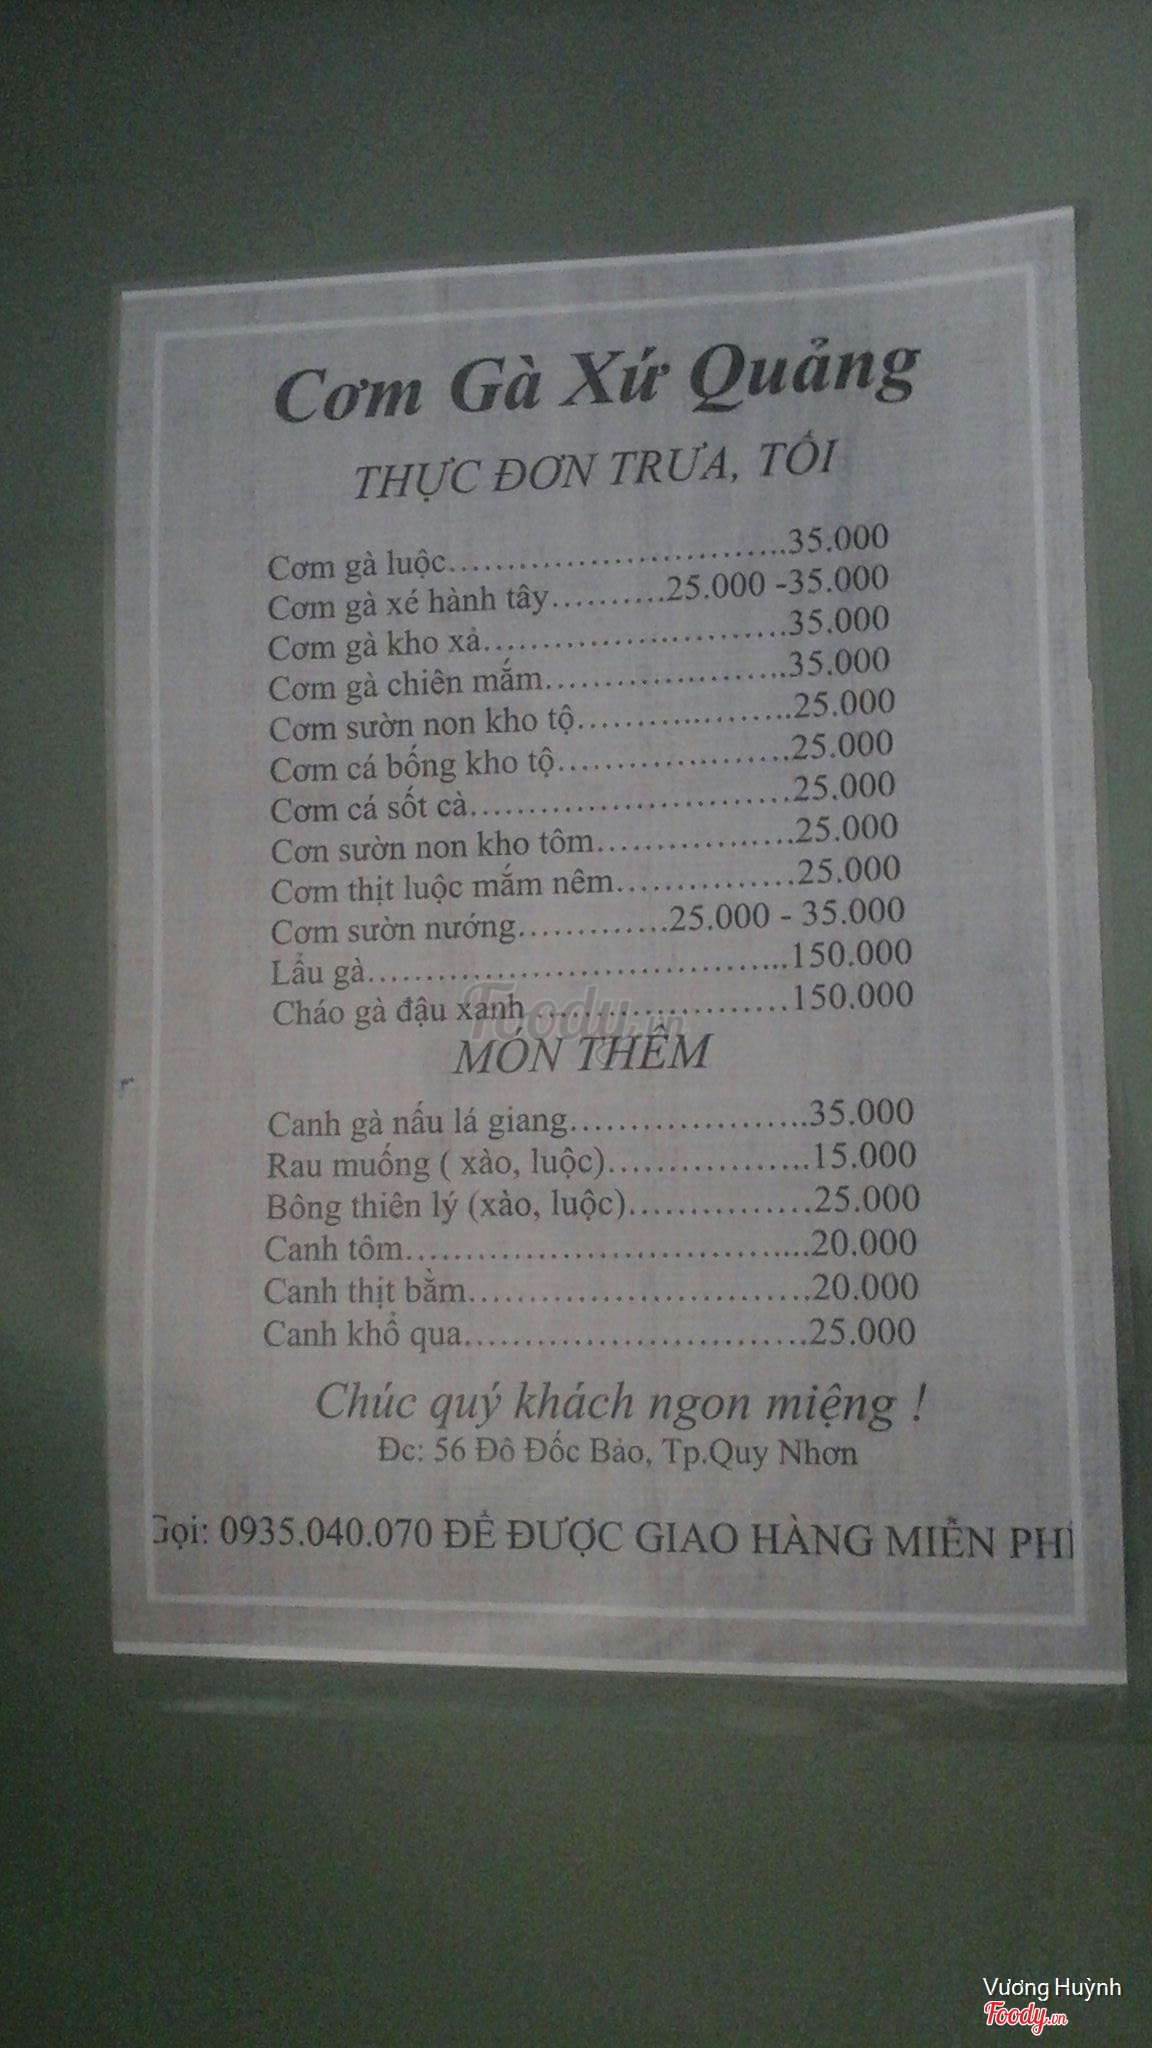 Cơm Gà Xứ Quảng
THỰC ĐƠN TRƯA, TỐI
Cơm gà luộc..............................35.000
Cơm gà xé hành tây..........25.000 -35.000
Cơm gà kho xả..........................35.000
Cơm gà chiên mắm.....................35.000
Cơm sườn non kho tộ..................25.000
Cơm cá bống kho tộ....................25.000
Cơm cá sốt cà...........................25.000
Cơn sườn non kho tôm.................25.000
Cơm thịt luộc mắm nêm...............25.000
Cơm sườn nướng.............25.000 - 35.000
Lẩu gà....................................150.000
Cháo gà đậu xanh ......................150.000
MÓN THÊM
Canh gà nấu lá giang.....................35.000
Rau muống ( xào, luộc)..................15.000
Bông thiên lý (xào, luộc)................25.000
Canh tôm...................................20.000
Canh thịt bằm.............................20.000
Canh khổ qua.............................25.000
Chúc quý khách ngon miệng !
Đc: 56 Đô Đốc Bảo, Tp.Quy Nhơn
Gọi: 0935.040.070 ĐỂ ĐƯỢC GIAO HÀNG MIỄN PHÍ
Foody.vn
Vương Huỳnh
Foody.vn